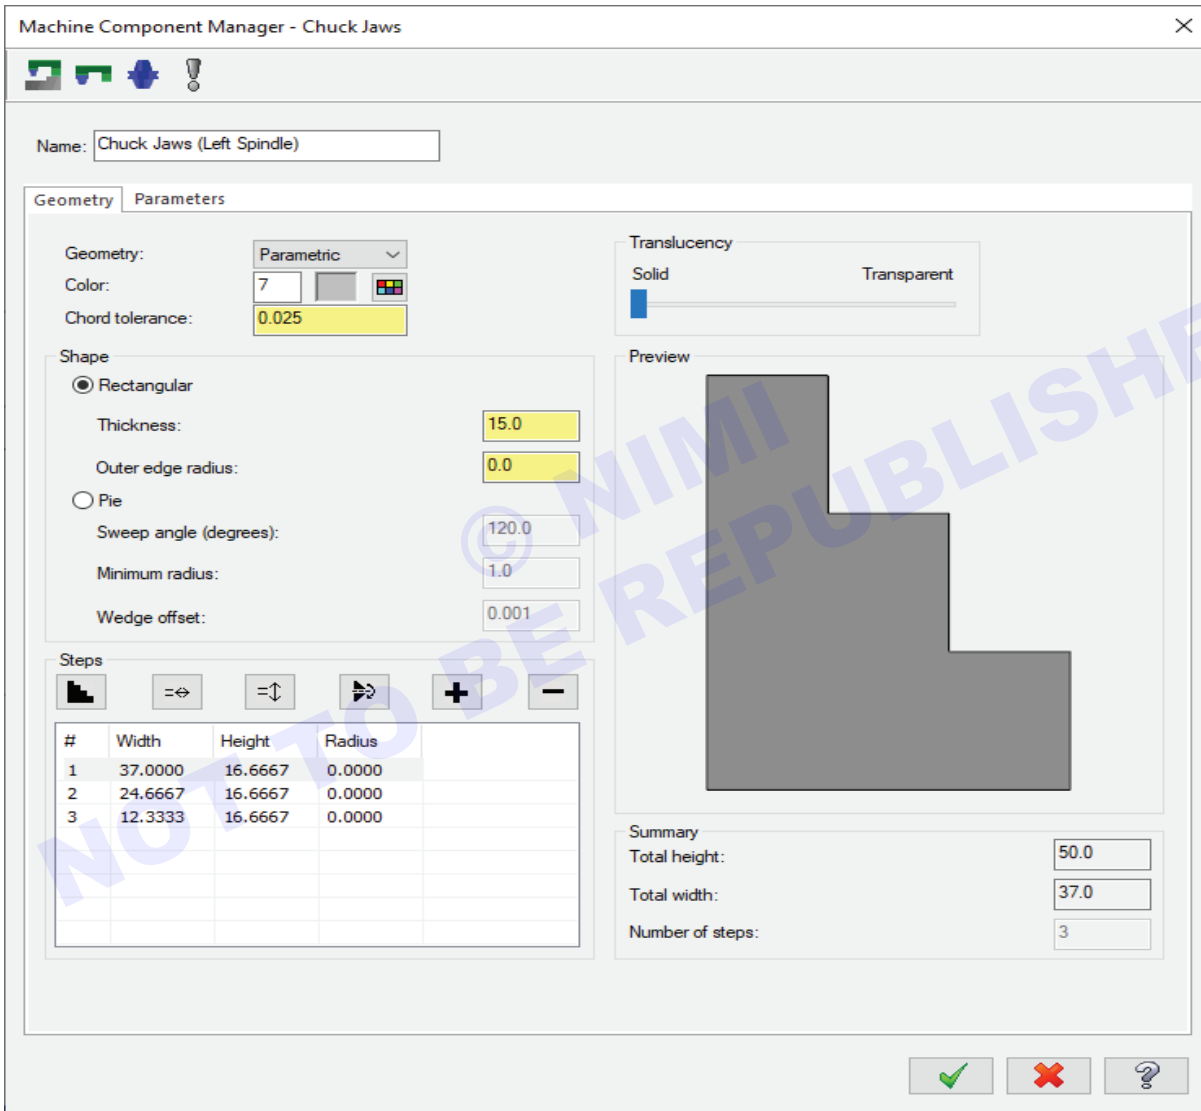 Machine Component Manager - Chuck Jaws
Name: Chuck Jaws (Left Spindle)
Geometry Parameters
Geometry: Parametric
Color: 7
Chord tolerance: 0.025
Shape
Rectangular
Thickness: 15.0
Outer edge radius: 0.0
Pie
Sweep angle (degrees): 120.0
Minimum radius: 1.0
Wedge offset: 0.001
Steps
# Width Height Radius
1 37.0000 16.6667 0.0000
2 24.6667 16.6667 0.0000
3 12.3333 16.6667 0.0000
Translucency
Solid Transparent
Preview
Summary
Total height: 50.0
Total width: 37.0
Number of steps: 3
© NIMI
NOT TO BE REPUBLISHE